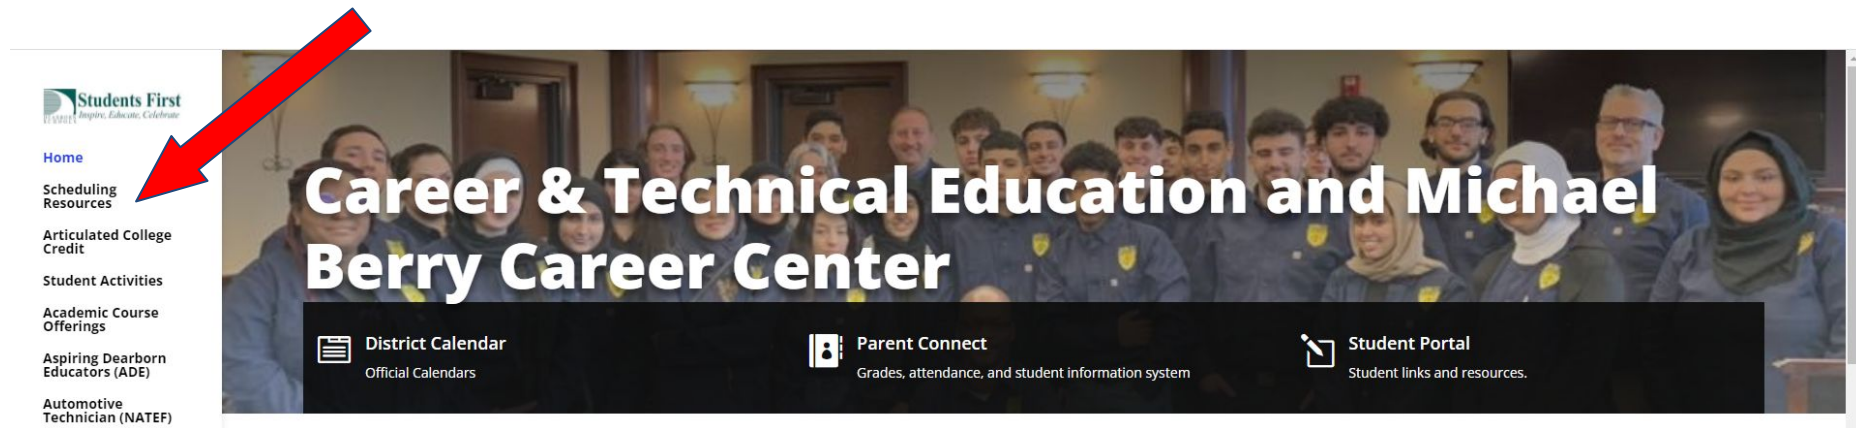 Students First
Inspire, Educate, Celebrate
Home
Scheduling
Resources
Articulated College
Credit
Student Activities
Academic Course
Offerings
Aspiring Dearborn
Educators (ADE)
Automotive
Technician (NATEF)
Career & Technical Education and Michael
Berry Career Center
District Calendar
Official Calendars
Parent Connect
Grades, attendance, and student information system
Student Portal
Student links and resources.